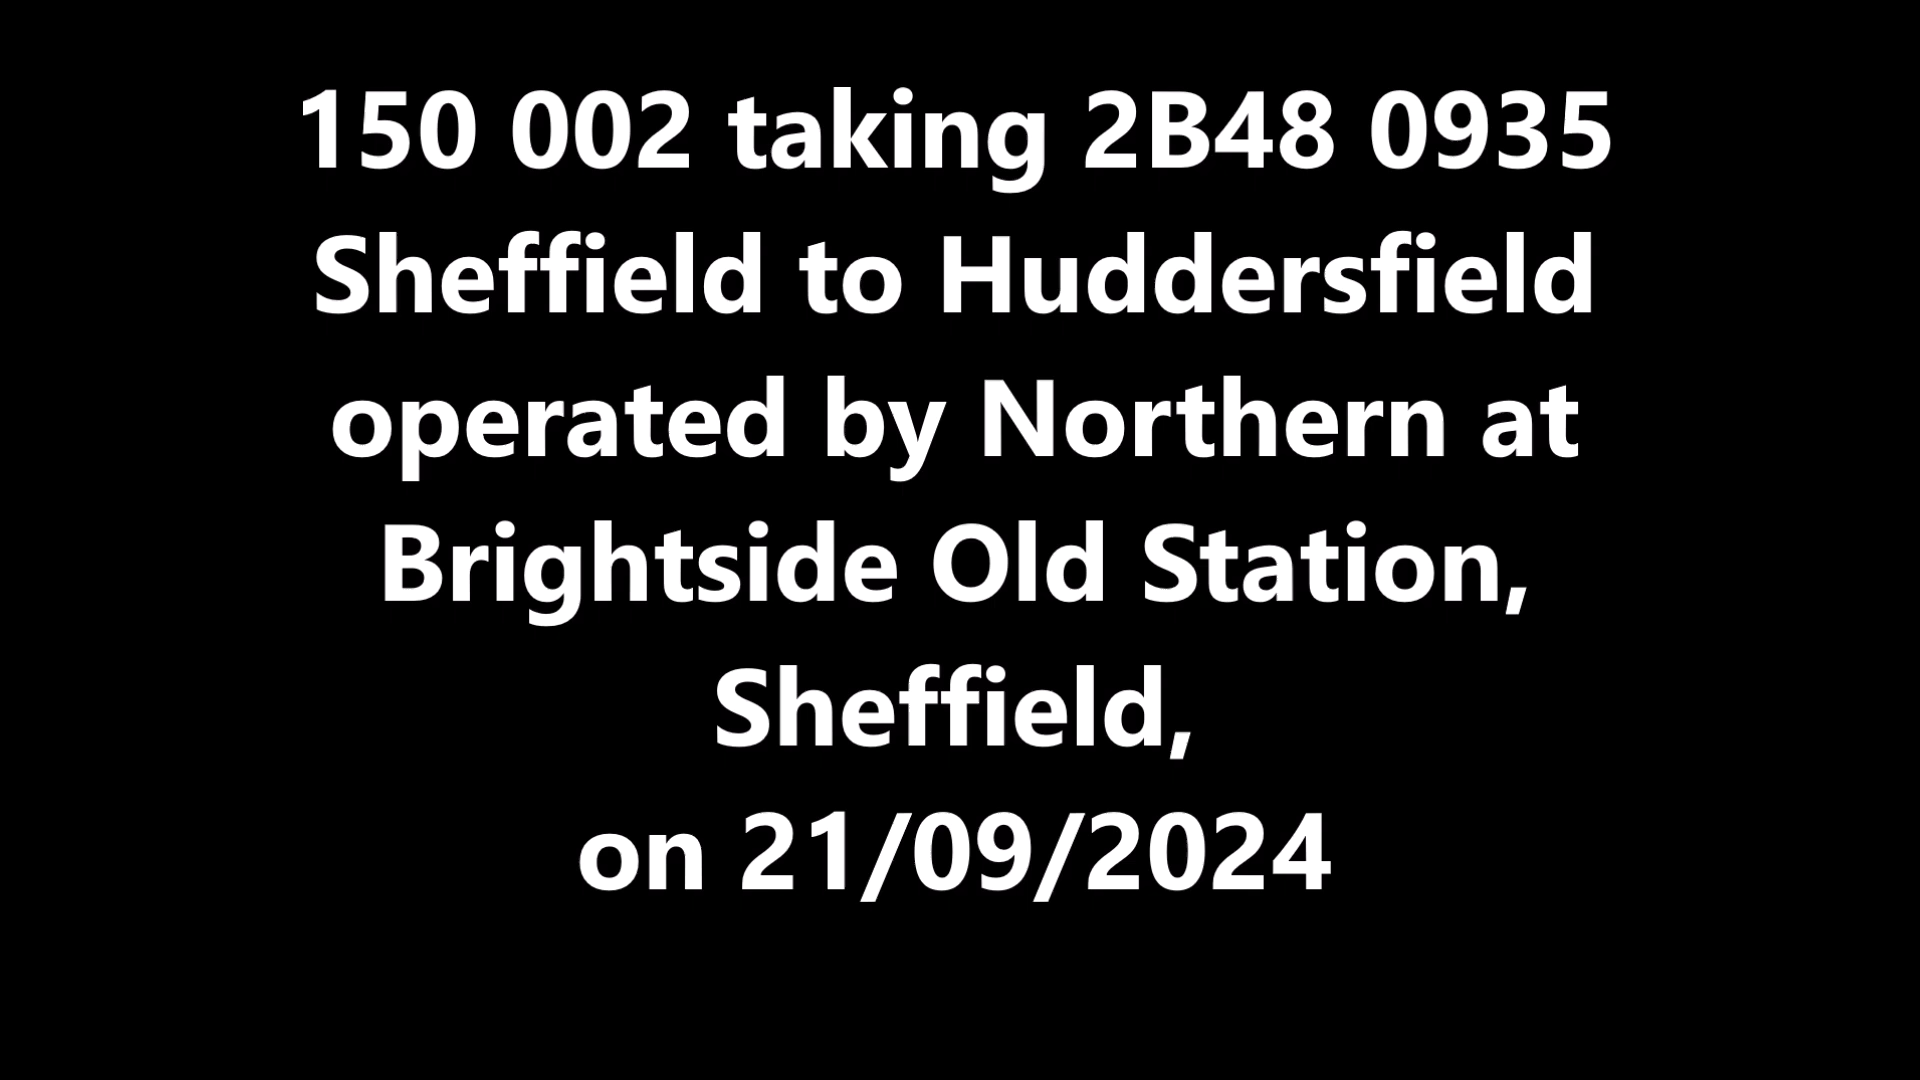 150 002 taking 2B48 0935
Sheffield to Huddersfield
operated by Northern at
Brightside Old Station,
Sheffield,
on 21/09/2024